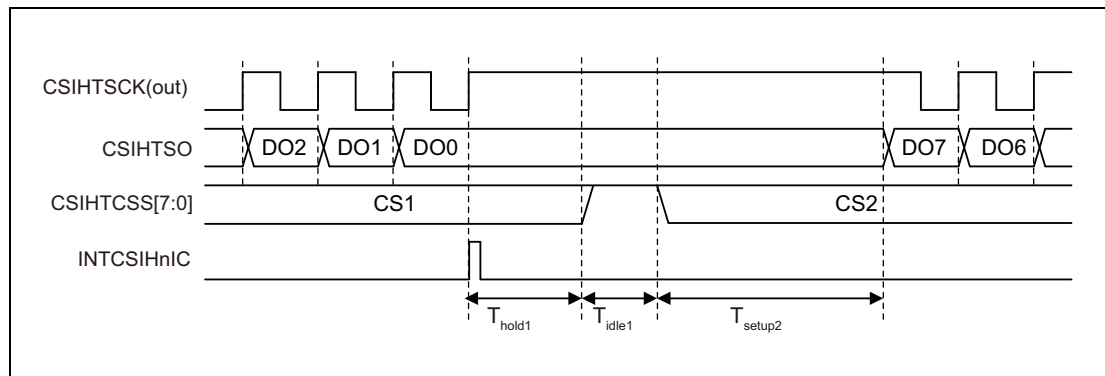 CSIHTSCK(out)
CSIHTSO
DO2 DO1 DO0 DO7 DO6
CSIHTCSS[7:0]
CS1 CS2
INTCSIHnIC
Thold1 Tidle1 Tsetup2